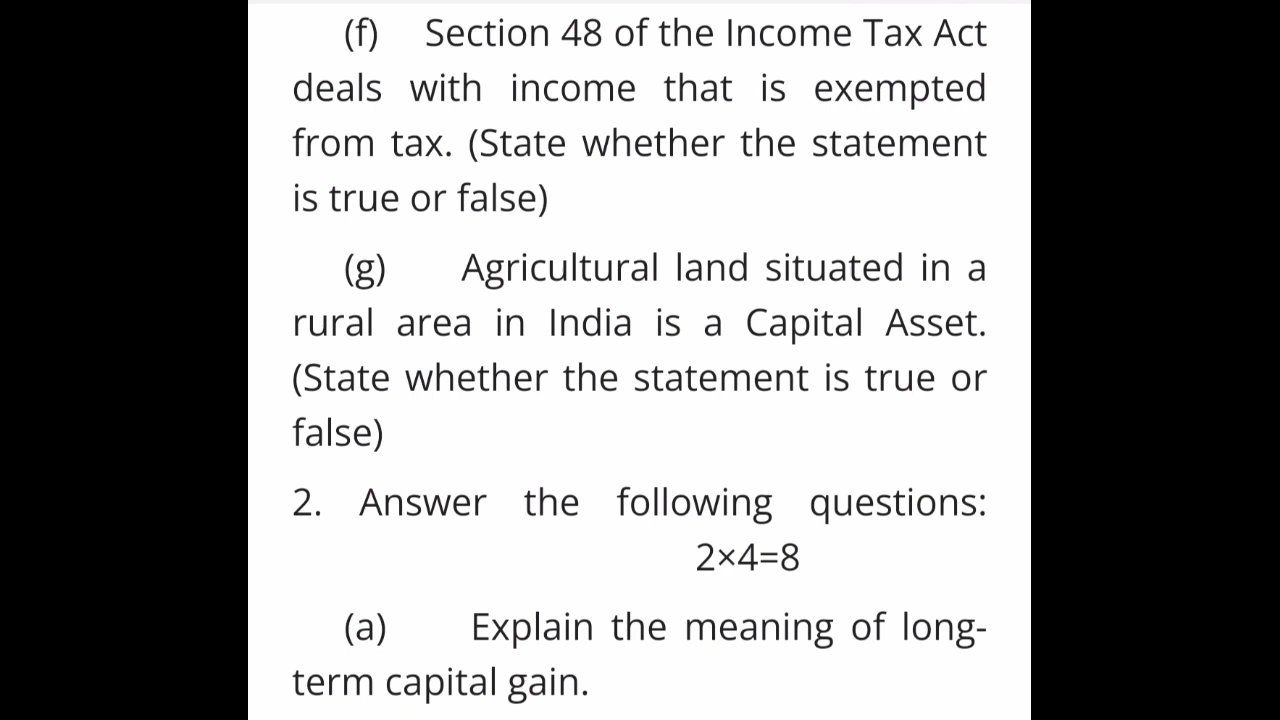 (f) Section 48 of the Income Tax Act
deals with income that is exempted
from tax. (State whether the statement
is true or false)
(g) Agricultural land situated in a
rural area in India is a Capital Asset.
(State whether the statement is true or
false)
2. Answer the following questions:
2×4=8
(a) Explain the meaning of long-
term capital gain.